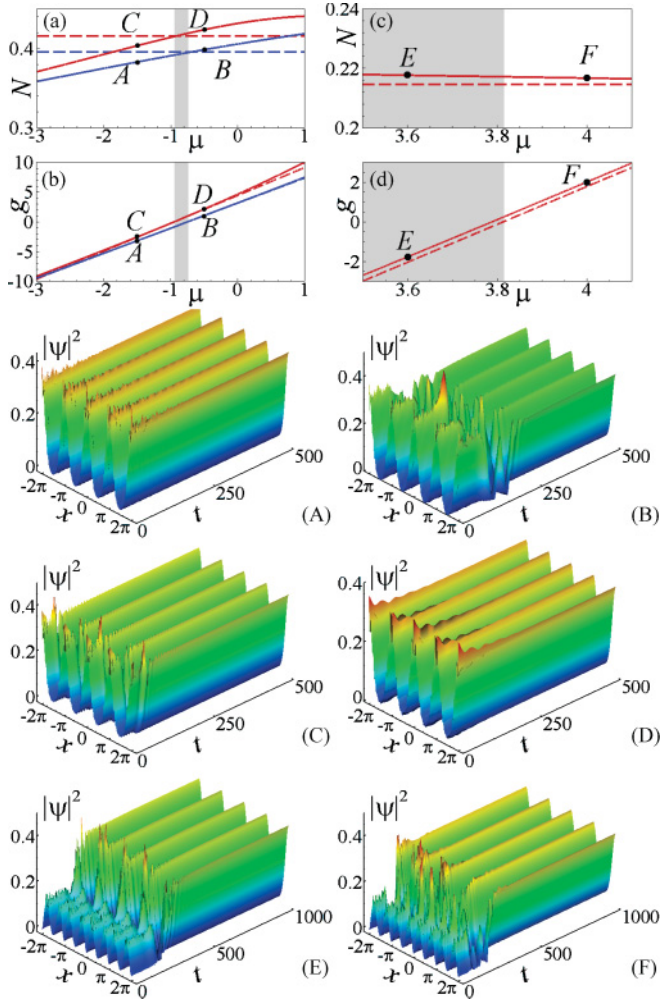 (a) C D A B
N 0.4 0.3
-3 -2 -1 μ 0 1
(c) E F
N 0.24 0.22 0.2
3.6 3.8 μ 4
(b) C D A B
g 10 5 0 -5 -10
-3 -2 -1 μ 0 1
(d) E F
g 2 0 -2
3.6 3.8 μ 4
|ψ|² 0.4 0.2 0
-2π -π 0 π 2π x
0 250 500 t
(A)
|ψ|² 0.4 0.2 0
-2π -π 0 π 2π x
0 250 500 t
(B)
|ψ|² 0.4 0.2 0
-2π -π 0 π 2π x
0 250 500 t
(C)
|ψ|² 0.4 0.2 0
-2π -π 0 π 2π x
0 250 500 t
(D)
|ψ|² 0.4 0.2 0
-2π -π 0 π 2π x
0 500 1000 t
(E)
|ψ|² 0.4 0.2 0
-2π -π 0 π 2π x
0 500 1000 t
(F)